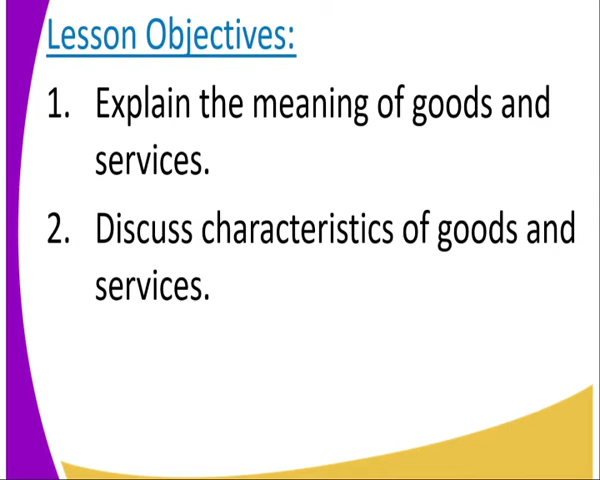 Lesson Objectives:
1. Explain the meaning of goods and
services.
2. Discuss characteristics of goods and
services.